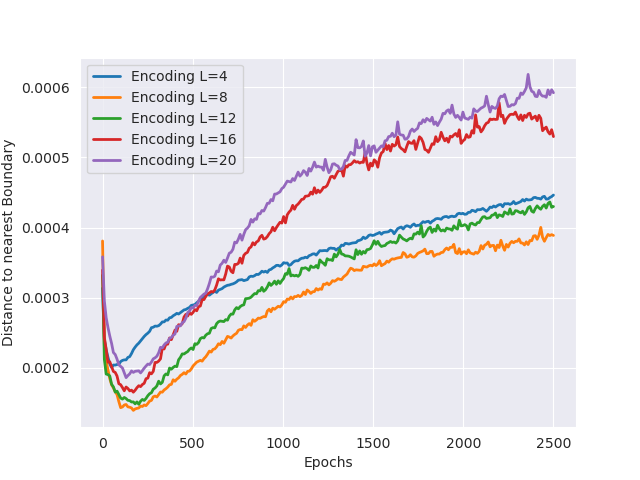 Encoding L=4
Encoding L=8
Encoding L=12
Encoding L=16
Encoding L=20
0.0006
0.0005
0.0004
0.0003
0.0002
Distance to nearest Boundary
0 500 1000 1500 2000 2500
Epochs